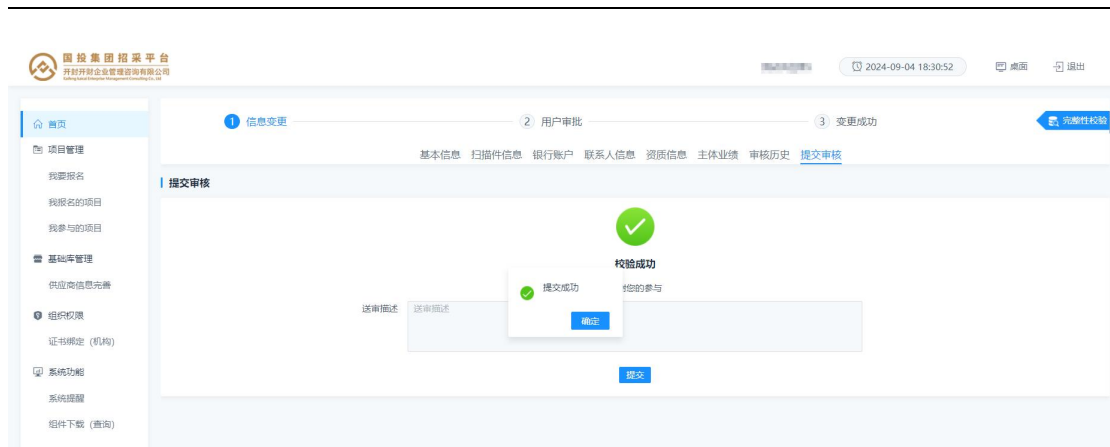 国投集团招采平台
开封开财企业管理咨询有限公司
2024-09-04 18:30:52 桌面 退出
首页
项目管理
我要报名
我报名的项目
我参与的项目
基础库管理
供应商信息完善
组织权限
证书绑定 (机构)
系统功能
系统提醒
组件下载 (查询)
1 信息变更 2 用户审批 3 变更成功
完整性校验
基本信息 扫描件信息 银行账户 联系人信息 资质信息 主体业绩 审核历史 提交审核
提交审核
校验成功
您的参与
提交成功
确定
送审描述 送审描述
提交